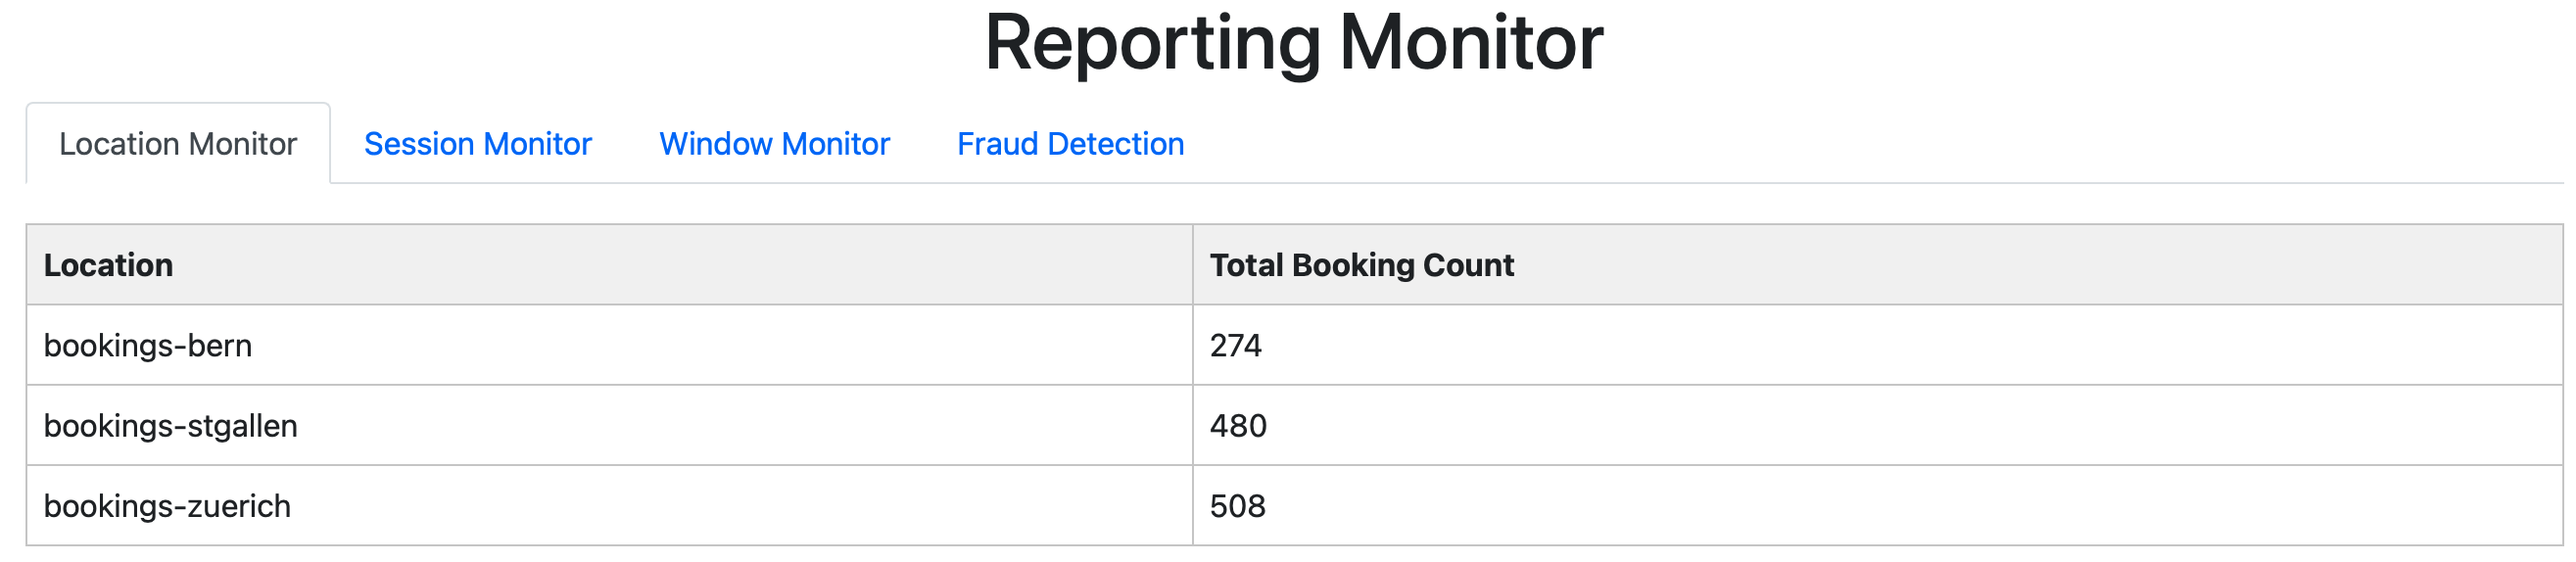 Reporting Monitor
Location Monitor Session Monitor Window Monitor Fraud Detection
Location Total Booking Count
bookings-bern 274
bookings-stgallen 480
bookings-zuerich 508